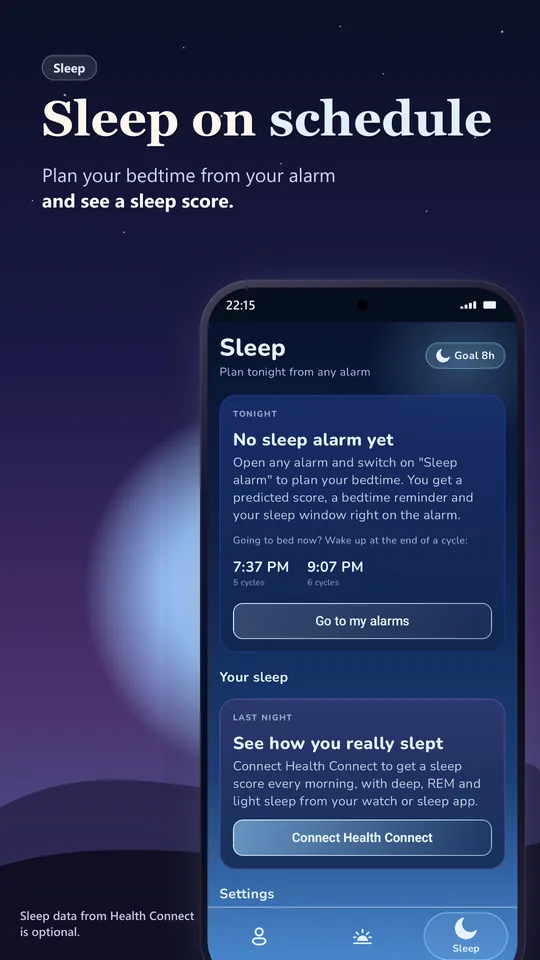 Sleep
Sleep on schedule
Plan your bedtime from your alarm
and see a sleep score.
22:15
Sleep
Goal 8h
Plan tonight from any alarm
TONIGHT
No sleep alarm yet
Open any alarm and switch on "Sleep
alarm" to plan your bedtime. You get a
predicted score, a bedtime reminder and
your sleep window right on the alarm.
Going to bed now? Wake up at the end of a cycle:
7:37 PM 9:07 PM
5 cycles 6 cycles
Go to my alarms
Your sleep
LAST NIGHT
See how you really slept
Connect Health Connect to get a sleep
score every morning, with deep, REM and
light sleep from your watch or sleep app.
Connect Health Connect
Settings
Sleep data from Health Connect
is optional.
Sleep